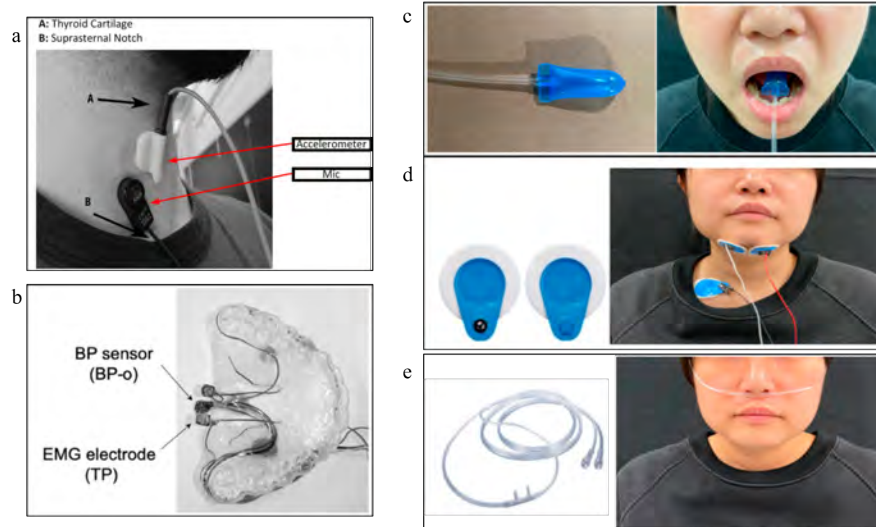 A: Thyroid Cartilage
B: Suprasternal Notch
a
A
Accelerometer
Mic
B
b
BP sensor
(BP-o)
EMG electrode
(TP)
c
d
e